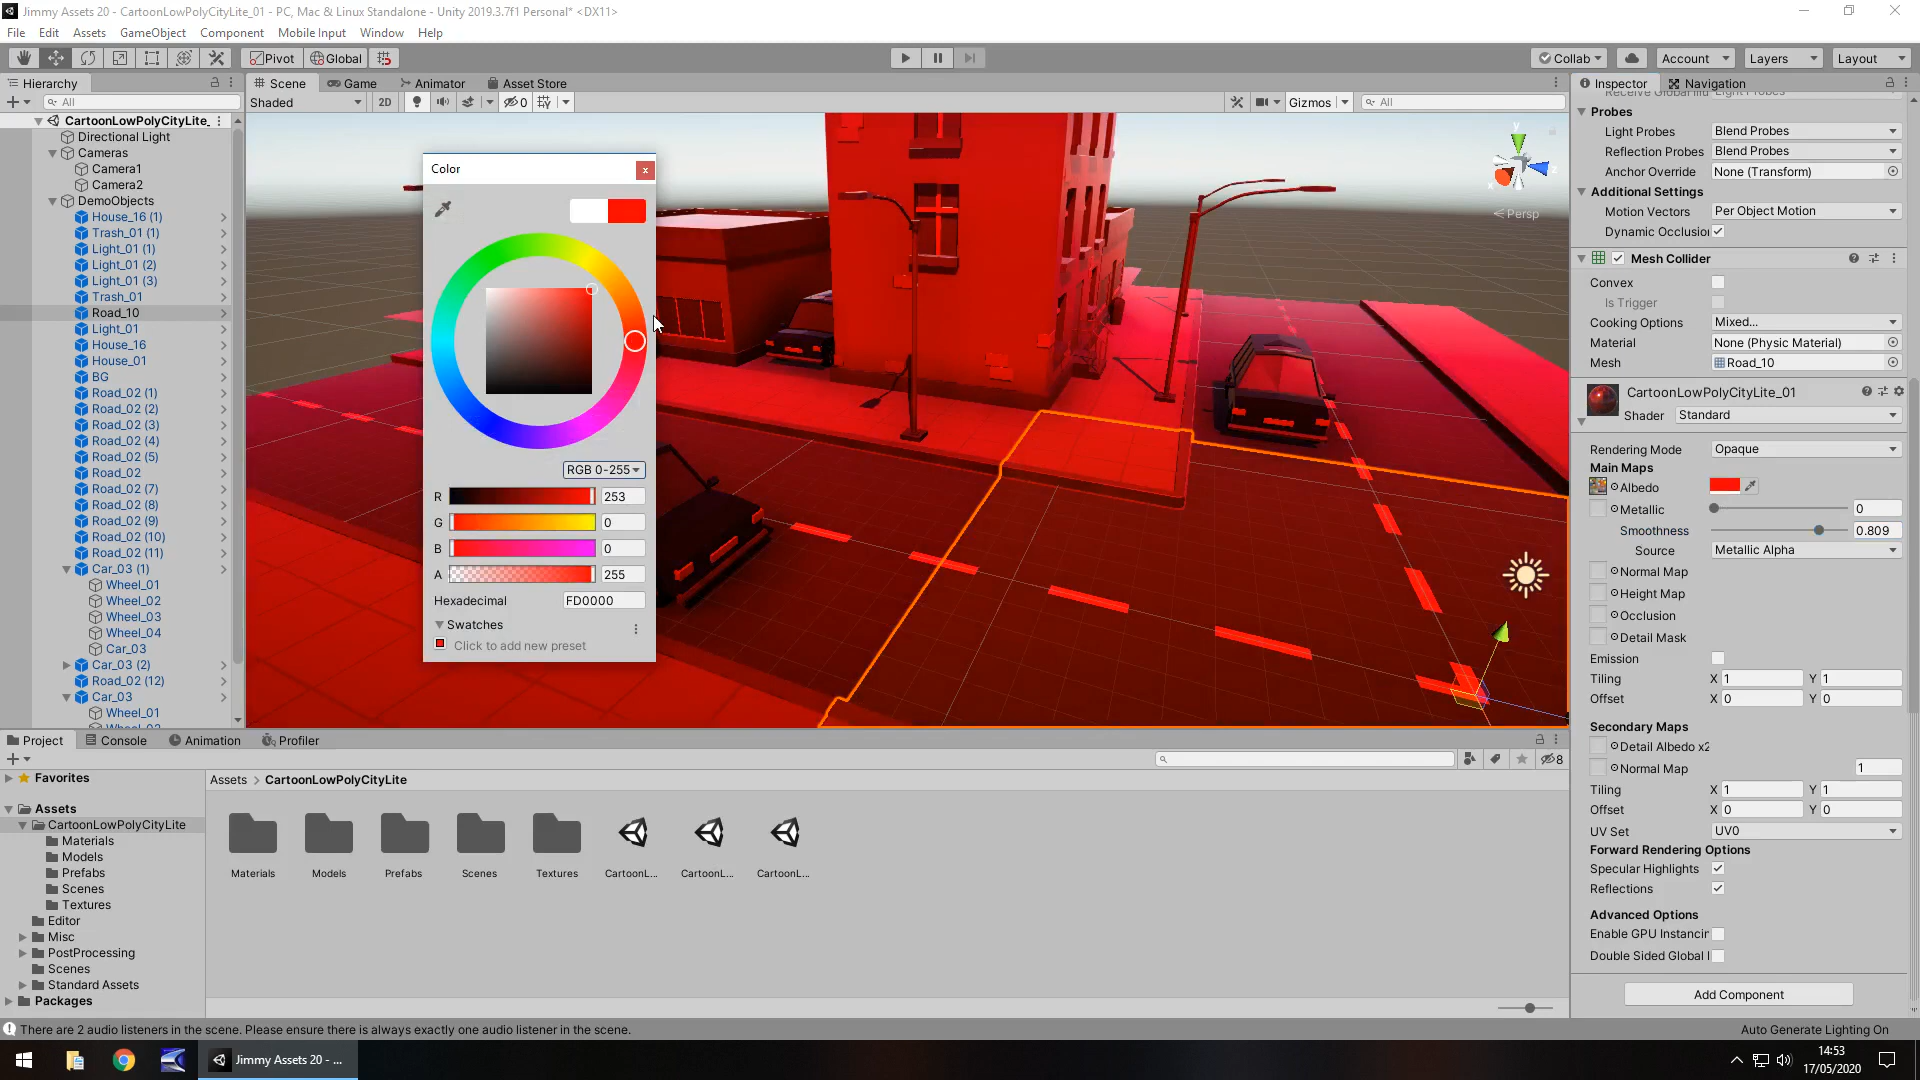 Jimmy Assets 20 - CartoonLowPolyCityLite_01 - PC, Mac & Linux Standalone - Unity 2019.3.7f1 Personal* <DX11>
File Edit Assets GameObject Component Mobile Input Window Help
Pivot Global Collab Account Layers Layout
Hierarchy
All
CartoonLowPolyCityLite_
Directional Light
Cameras
Camera1
Camera2
DemoObjects
House_16 (1)
Trash_01 (1)
Light_01 (1)
Light_01 (2)
Light_01 (3)
Trash_01
Road_10
Light_01
House_16
House_01
BG
Road_02 (1)
Road_02 (2)
Road_02 (3)
Road_02 (4)
Road_02 (5)
Road_02
Road_02 (7)
Road_02 (8)
Road_02 (9)
Road_02 (10)
Road_02 (11)
Car_03 (1)
Wheel_01
Wheel_02
Wheel_03
Wheel_04
Car_03
Car_03 (2)
Road_02 (12)
Car_03
Wheel_01
Scene Game Animator Asset Store
Shaded 2D 0 Gizmos All
y
x
z
Persp
Color
RGB 0-255
R 253
G 0
B 0
A 255
Hexadecimal FD0000
Swatches
Click to add new preset
Inspector Navigation
Probes
Light Probes Blend Probes
Reflection Probes Blend Probes
Anchor Override None (Transform)
Additional Settings
Motion Vectors Per Object Motion
Dynamic Occlusio
Mesh Collider
Convex
Is Trigger
Cooking Options Mixed...
Material None (Physic Material)
Mesh Road_10
CartoonLowPolyCityLite_01
Shader Standard
Rendering Mode Opaque
Main Maps
Albedo
Metallic 0
Smoothness 0.809
Source Metallic Alpha
Normal Map
Height Map
Occlusion
Detail Mask
Emission
Tiling X 1 Y 1
Offset X 0 Y 0
Secondary Maps
Detail Albedo x2
Normal Map 1
Tiling X 1 Y 1
Offset X 0 Y 0
UV Set UV0
Forward Rendering Options
Specular Highlights
Reflections
Advanced Options
Enable GPU Instancin
Double Sided Global I
Add Component
Project Console Animation Profiler
8
Favorites
Assets
CartoonLowPolyCityLite
Materials
Models
Prefabs
Scenes
Textures
Editor
Misc
PostProcessing
Scenes
Standard Assets
Packages
Assets > CartoonLowPolyCityLite
Materials Models Prefabs Scenes Textures CartoonL... CartoonL... CartoonL...
There are 2 audio listeners in the scene. Please ensure there is always exactly one audio listener in the scene.
Auto Generate Lighting On
Jimmy Assets 20 - ...
14:53
17/05/2020